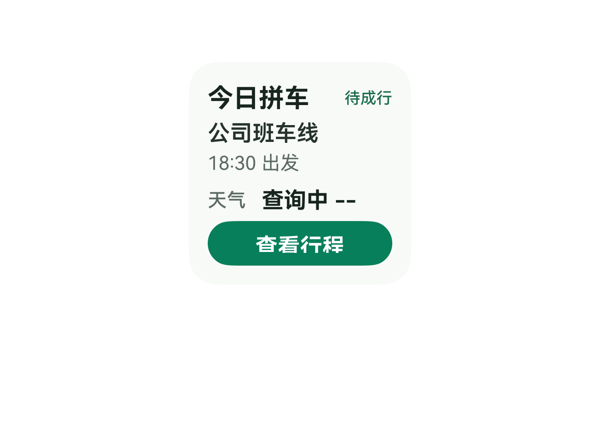 今日拼车 待成行
公司班车线
18:30 出发
天气 查询中 --
查看行程